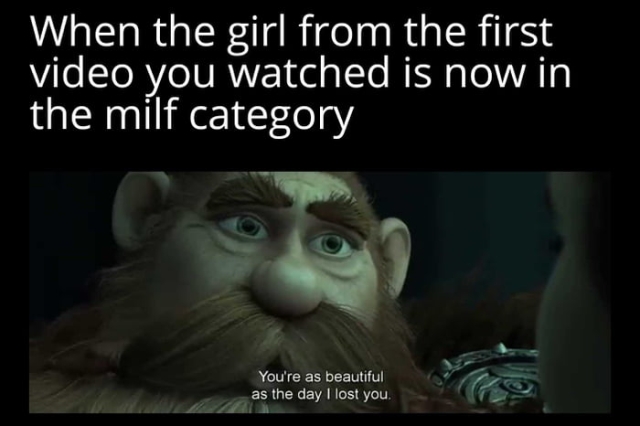 When the girl from the first
video you watched is now in
the milf category
You're as beautiful
as the day I lost you.